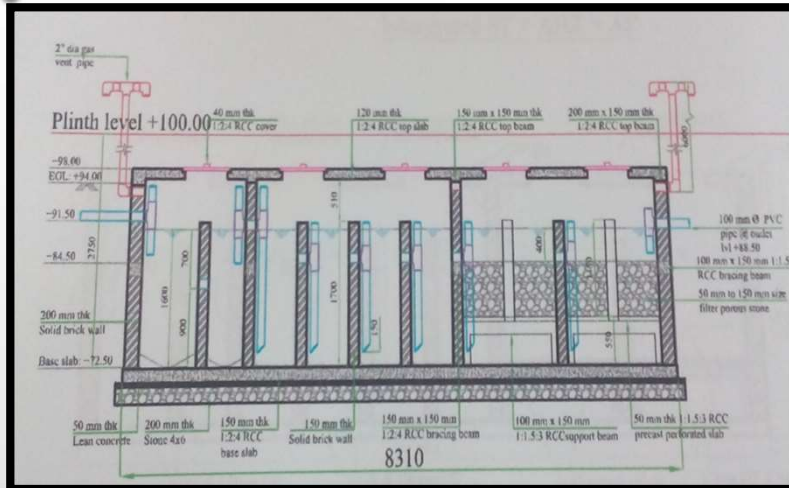 2" dia gas
vent pipe
Plinth level +100.00
40 mm thk
1:2:4 RCC cover
120 mm thk
1:2:4 RCC top slab
150 mm x 150 mm thk
1:2:4 RCC top beam
200 mm x 150 mm thk
1:2:4 RCC top beam
-98.00
EGL: +94.00
-91.50
2750
-84.50
510
700
1600
900
1700
150
400
550
100 mm Ø PVC
pipe @ outlet
lvl +88.50
100 mm x 150 mm 1:1.5
RCC bracing beam
50 mm to 150 mm size
filter porous stone
200 mm thk
Solid brick wall
Base slab: -72.50
50 mm thk
Lean concrete
200 mm thk
Stone 4x6
150 mm thk
1:2:4 RCC
base slab
150 mm thk
Solid brick wall
150 mm x 150 mm
1:2:4 RCC bracing beam
100 mm x 150 mm
1:1.5:3 RCC support beam
50 mm thk 1:1.5:3 RCC
precast perforated slab
8310